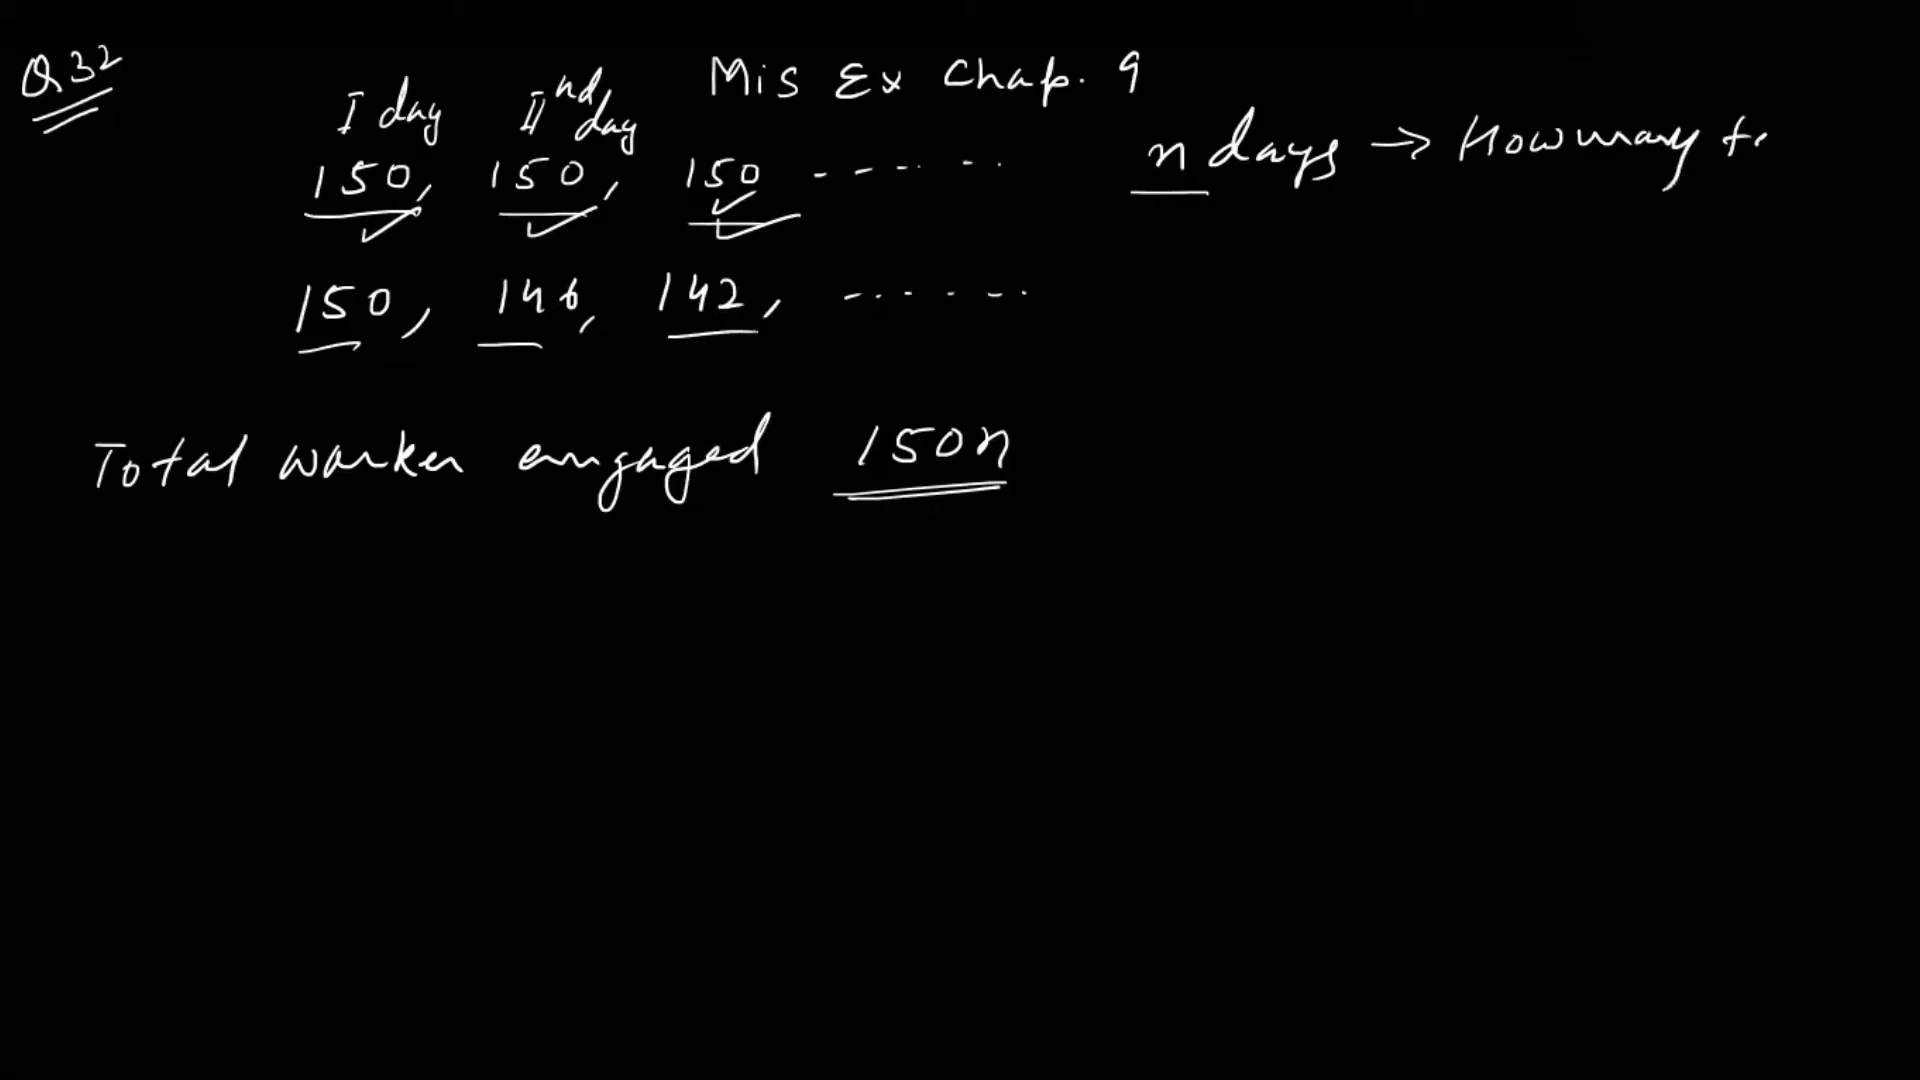 Q32
Mis Ex Chap. 9
I day IInd day
n days → How many t
150, 150, 150 - - - - - -
150, 146, 142, - - - - - -
Total worker engaged 150n